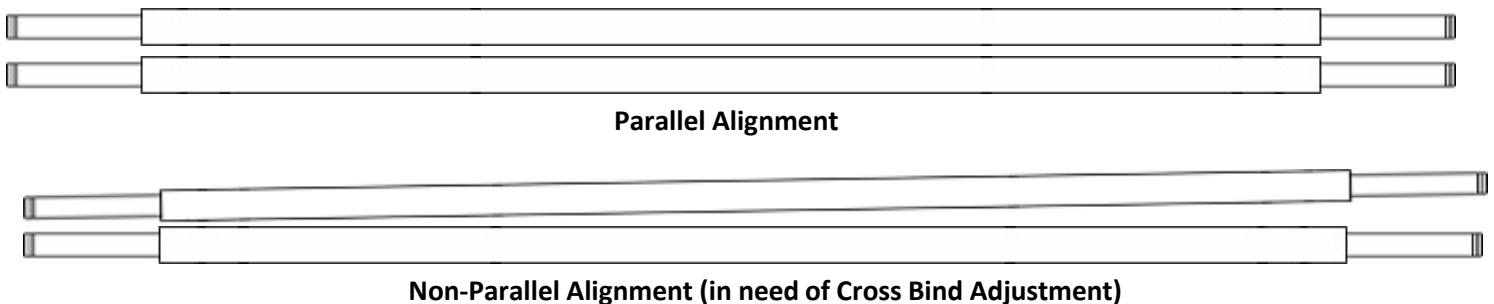 Parallel Alignment
Non-Parallel Alignment (in need of Cross Bind Adjustment)